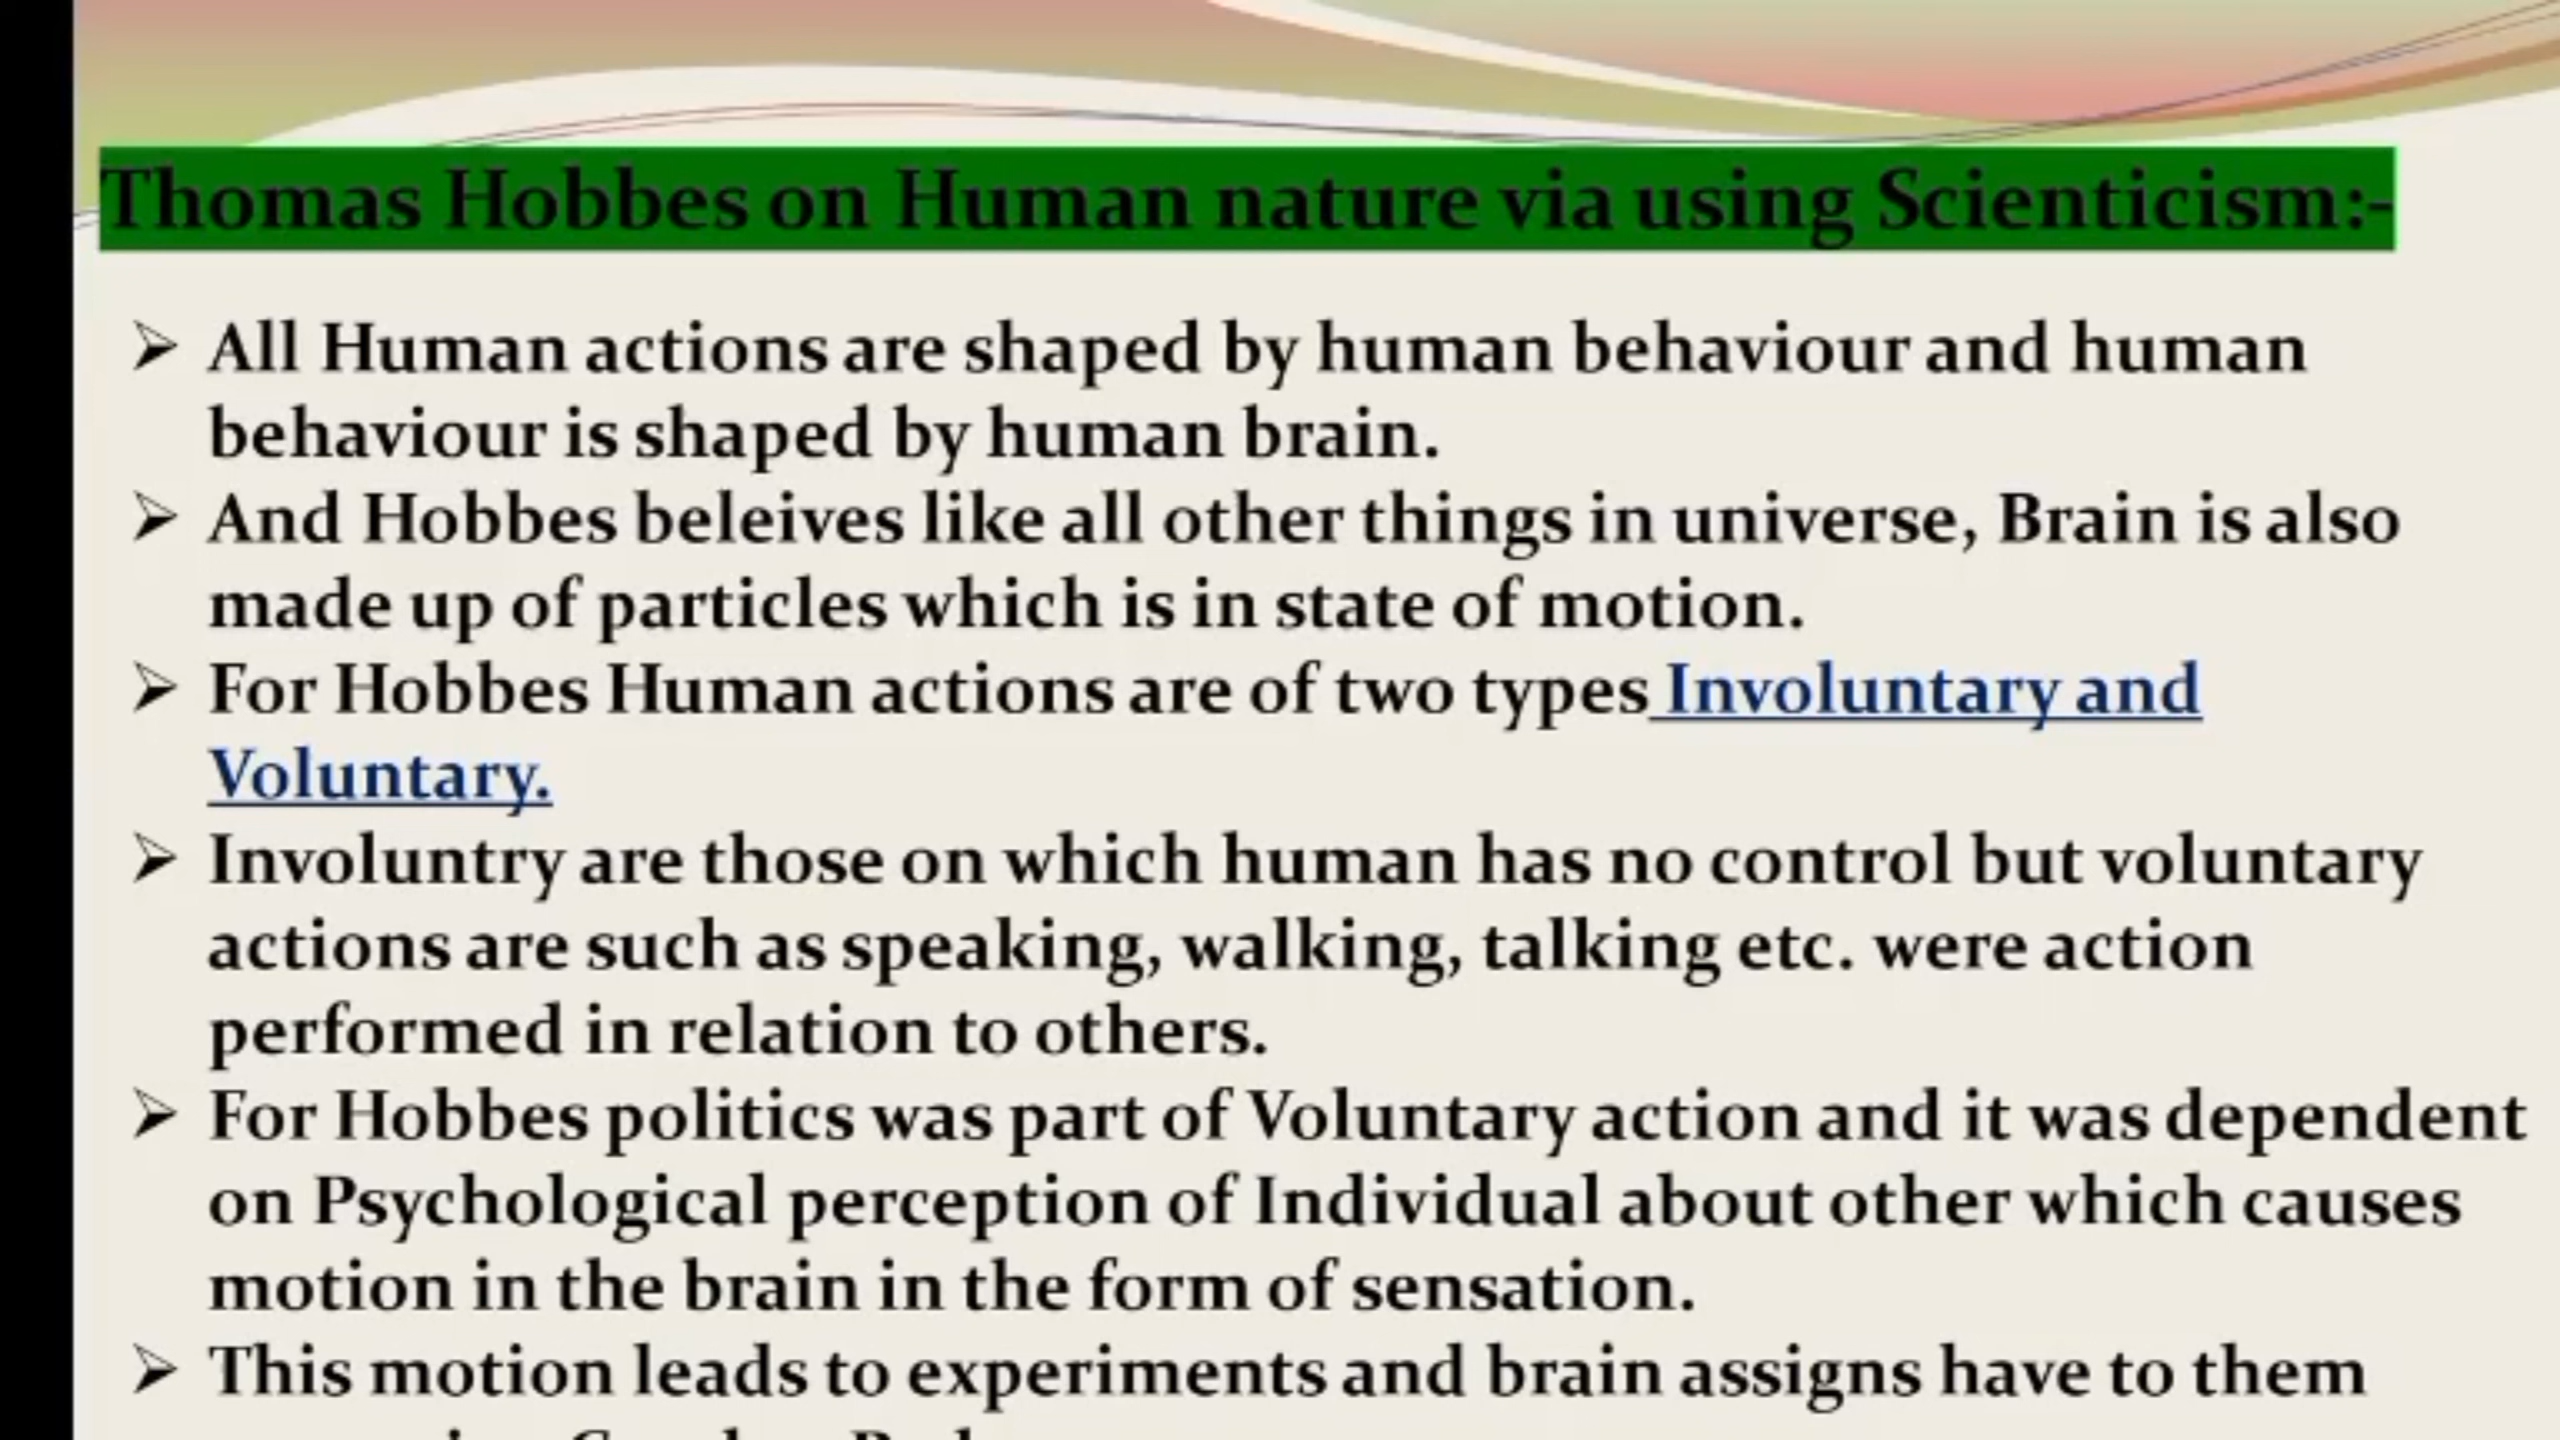 Thomas Hobbes on Human nature via using Scienticism:-
➢ All Human actions are shaped by human behaviour and human
behaviour is shaped by human brain.
➢ And Hobbes beleives like all other things in universe, Brain is also
made up of particles which is in state of motion.
➢ For Hobbes Human actions are of two types Involuntary and
Voluntary.
➢ Involuntry are those on which human has no control but voluntary
actions are such as speaking, walking, talking etc. were action
performed in relation to others.
➢ For Hobbes politics was part of Voluntary action and it was dependent
on Psychological perception of Individual about other which causes
motion in the brain in the form of sensation.
➢ This motion leads to experiments and brain assigns have to them